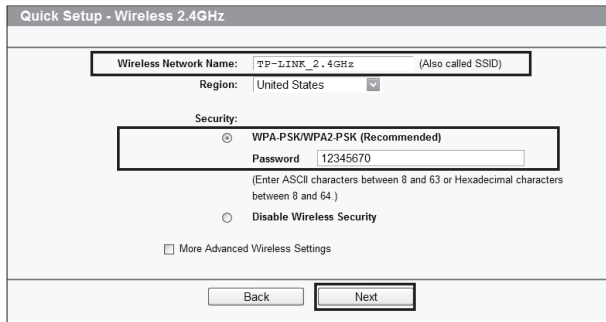 Quick Setup - Wireless 2.4GHz
Wireless Network Name: TP-LINK_2.4GHz (Also called SSID)
Region: United States
Security:
WPA-PSK/WPA2-PSK (Recommended)
Password 12345670
(Enter ASCII characters between 8 and 63 or Hexadecimal characters
between 8 and 64.)
Disable Wireless Security
More Advanced Wireless Settings
Back Next